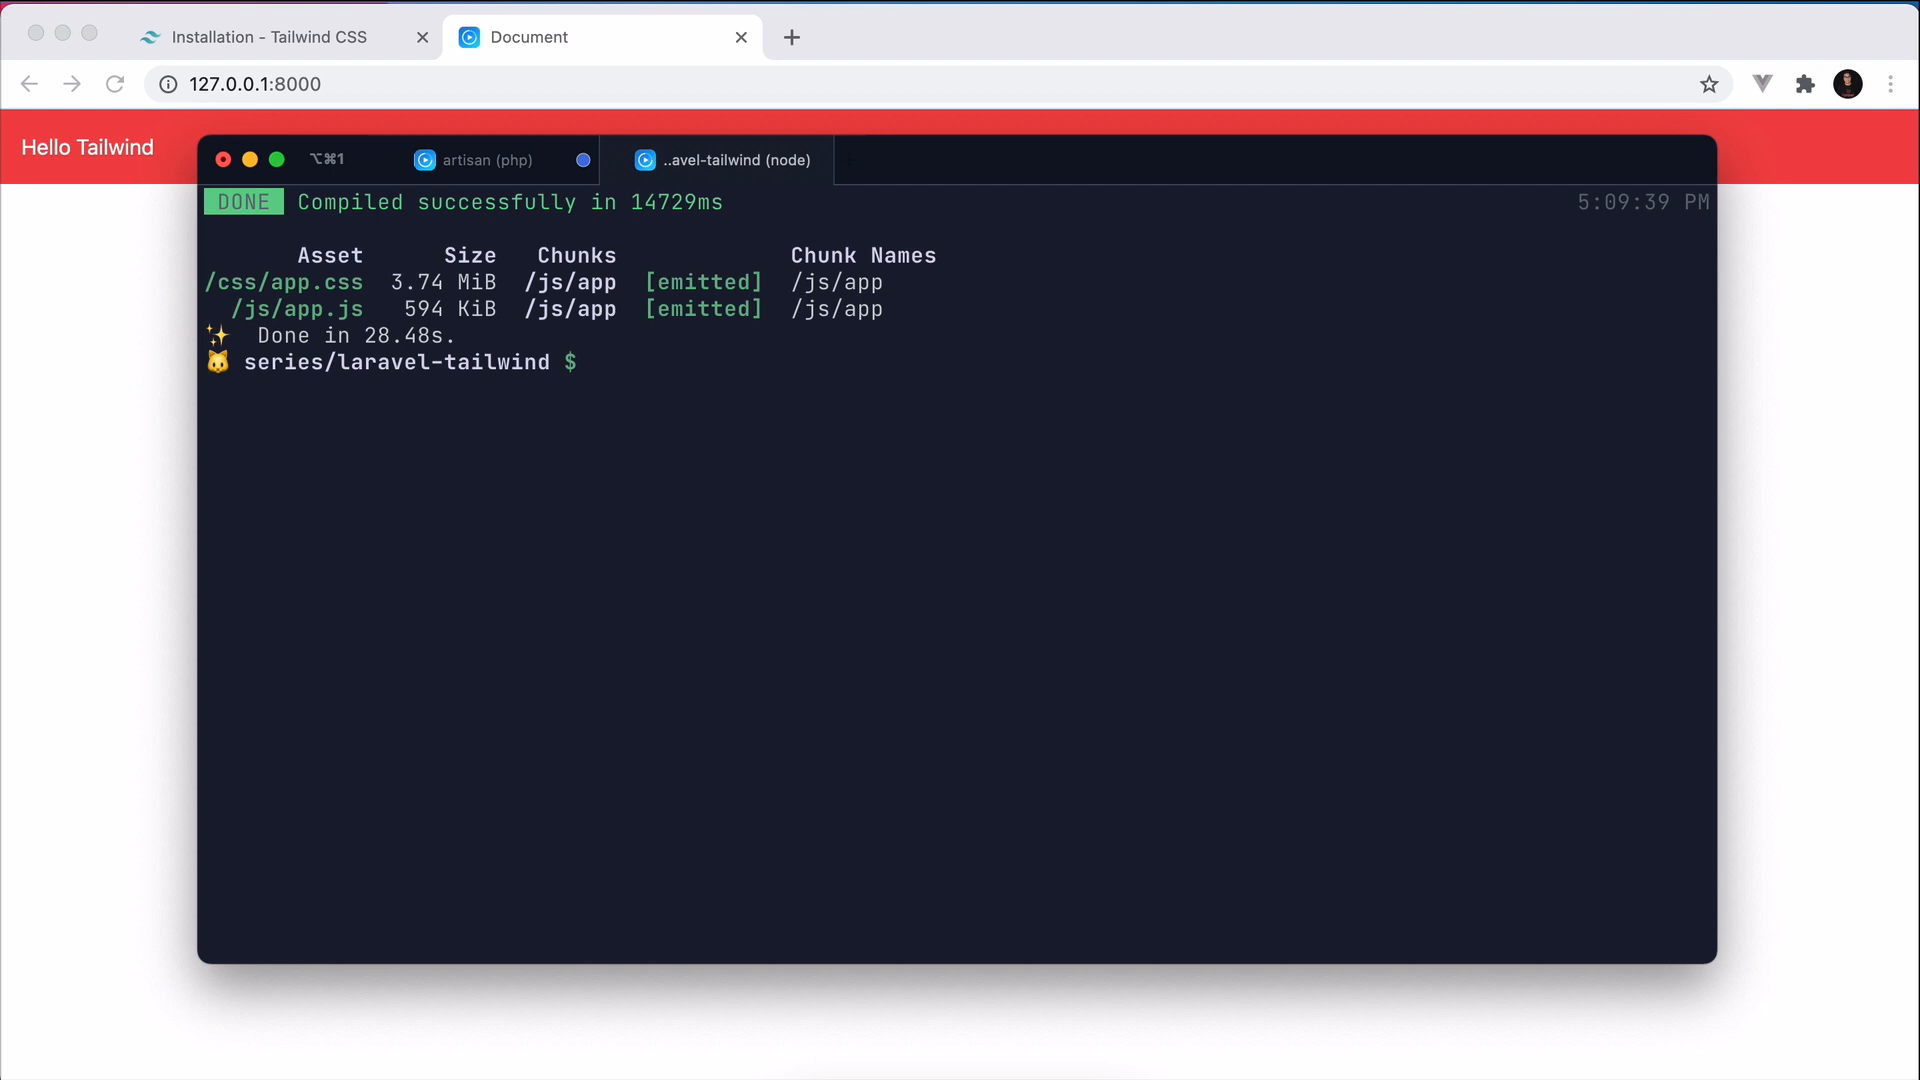 Installation - Tailwind CSS
Document
127.0.0.1:8000
Hello Tailwind
⌥⌘1
artisan (php)
..avel-tailwind (node)
DONE Compiled successfully in 14729ms 5:09:39 PM
Asset Size Chunks Chunk Names
/css/app.css 3.74 MiB /js/app [emitted] /js/app
/js/app.js 594 KiB /js/app [emitted] /js/app
✨ Done in 28.48s.
🐱 series/laravel-tailwind $